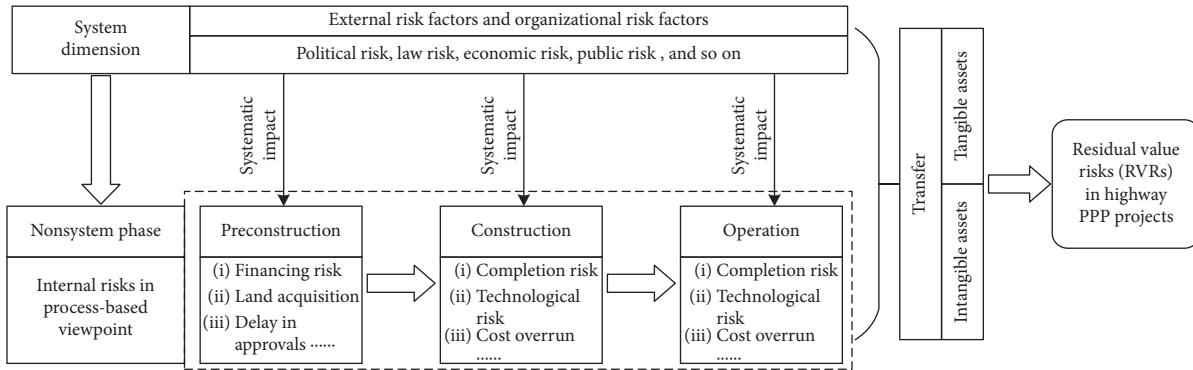 System
dimension
External risk factors and organizational risk factors
Political risk, law risk, economic risk, public risk , and so on
Systematic
impact
Systematic
impact
Systematic
impact
Nonsystem phase
Internal risks in
process-based
viewpoint
Preconstruction
(i) Financing risk
(ii) Land acquisition
(iii) Delay in
approvals ······
Construction
(i) Completion risk
(ii) Technological
risk
(iii) Cost overrun
······
Operation
(i) Completion risk
(ii) Technological
risk
(iii) Cost overrun
······
Transfer
Tangible assets
Intangible assets
Residual value
risks (RVRs)
in highway
PPP projects